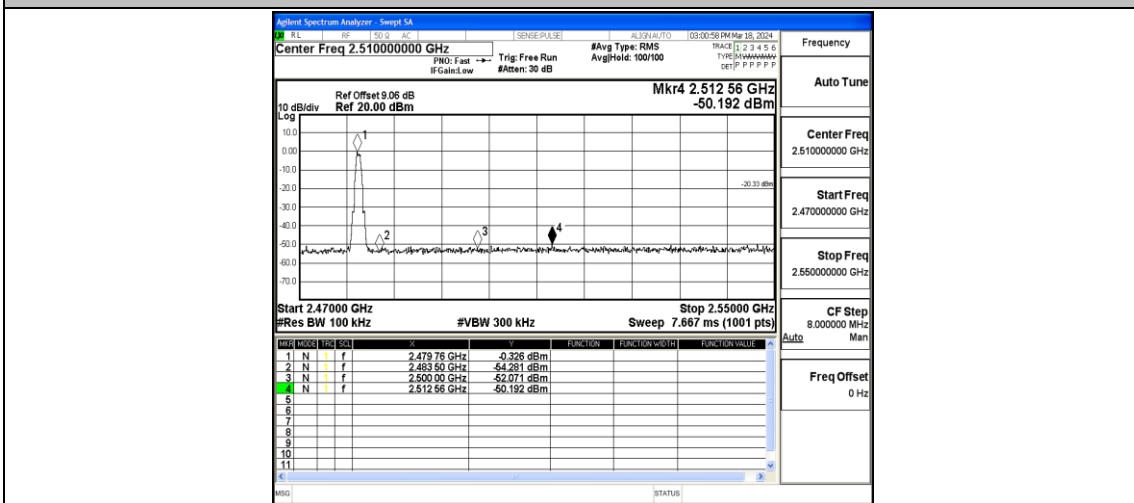 Agilent Spectrum Analyzer - Swept SA
RL RF 50 Ω AC SENSE:PULSE ALIGN AUTO 03:00:58 PM Mar 18, 2024
Center Freq 2.510000000 GHz
PNO: Fast
IFGain:Low
Trig: Free Run
#Atten: 30 dB
#Avg Type: RMS
Avg|Hold: 100/100
TRACE 1 2 3 4 5 6
TYPE M
DET P P P P P P
Frequency
Auto Tune
Mkr4 2.512 56 GHz
-50.192 dBm
Ref Offset 9.06 dB
10 dB/div Ref 20.00 dBm
Log
10.0
0.00
-10.0
-20.0
-30.0
-40.0
-50.0
-60.0
-70.0
1
2
3
4
-20.33 dBm
Center Freq
2.510000000 GHz
Start Freq
2.470000000 GHz
Stop Freq
2.550000000 GHz
Start 2.47000 GHz Stop 2.55000 GHz
#Res BW 100 kHz #VBW 300 kHz Sweep 7.667 ms (1001 pts)
CF Step
8.000000 MHz
Auto Man
Freq Offset
0 Hz
MKR MODE TRC SCL X Y FUNCTION FUNCTION WIDTH FUNCTION VALUE
1 N 1 f 2.479 76 GHz -0.326 dBm
2 N 1 f 2.483 50 GHz -54.281 dBm
3 N 1 f 2.500 00 GHz -52.071 dBm
4 N 1 f 2.512 56 GHz -50.192 dBm
5
6
7
8
9
10
11
MSG STATUS